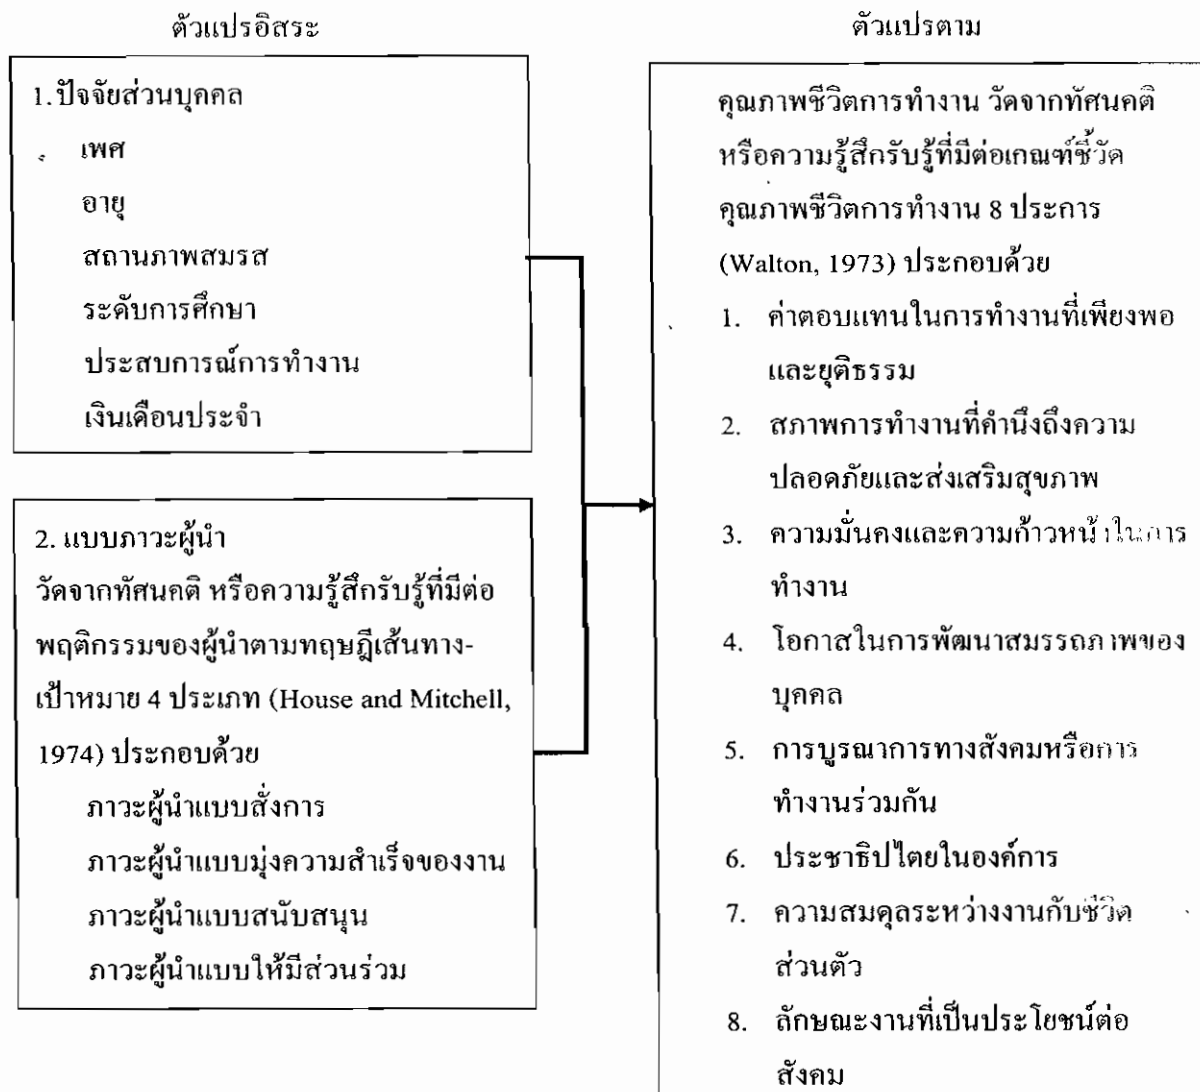 ตัวแปรอิสระ
1. ปัจจัยส่วนบุคคล
เพศ
อายุ
สถานภาพสมรส
ระดับการศึกษา
ประสบการณ์การทำงาน
เงินเดือนประจำ
2. แบบภาวะผู้นำ
วัดจากทัศนคติ หรือความรู้สึกรับรู้ที่มีต่อ
พฤติกรรมของผู้นำตามทฤษฎีเส้นทาง-
เป้าหมาย 4 ประเภท (House and Mitchell,
1974) ประกอบด้วย
ภาวะผู้นำแบบสั่งการ
ภาวะผู้นำแบบมุ่งความสำเร็จของงาน
ภาวะผู้นำแบบสนับสนุน
ภาวะผู้นำแบบให้มีส่วนร่วม
ตัวแปรตาม
คุณภาพชีวิตการทำงาน วัดจากทัศนคติ
หรือความรู้สึกรับรู้ที่มีต่อเกณฑ์ชี้วัด
คุณภาพชีวิตการทำงาน 8 ประการ
(Walton, 1973) ประกอบด้วย
1. ค่าตอบแทนในการทำงานที่เพียงพอ
และยุติธรรม
2. สภาพการทำงานที่คำนึงถึงความ
ปลอดภัยและส่งเสริมสุขภาพ
3. ความมั่นคงและความก้าวหน้าในการ
ทำงาน
4. โอกาสในการพัฒนาสมรรถภาพของ
บุคคล
5. การบูรณาการทางสังคมหรือการ
ทำงานร่วมกัน
6. ประชาธิปไตยในองค์การ
7. ความสมดุลระหว่างงานกับชีวิต
ส่วนตัว
8. ลักษณะงานที่เป็นประโยชน์ต่อ
สังคม